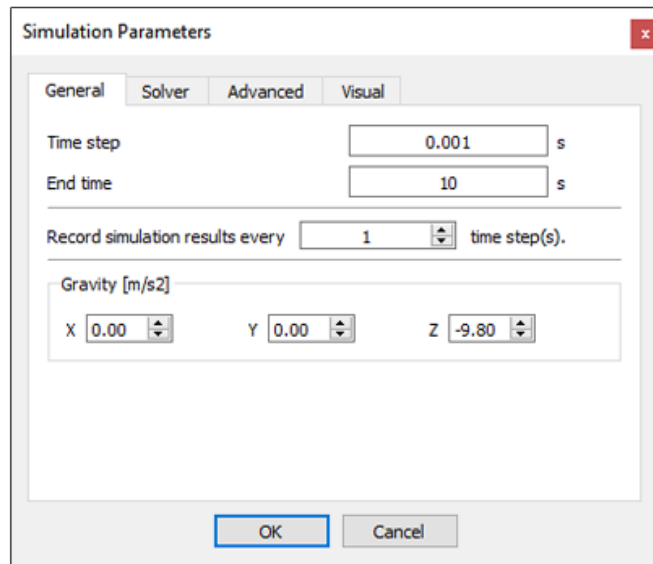 Simulation Parameters x
General Solver Advanced Visual
Time step 0.001 s
End time 10 s
Record simulation results every 1 time step(s).
Gravity [m/s2]
X 0.00 Y 0.00 Z -9.80
OK Cancel